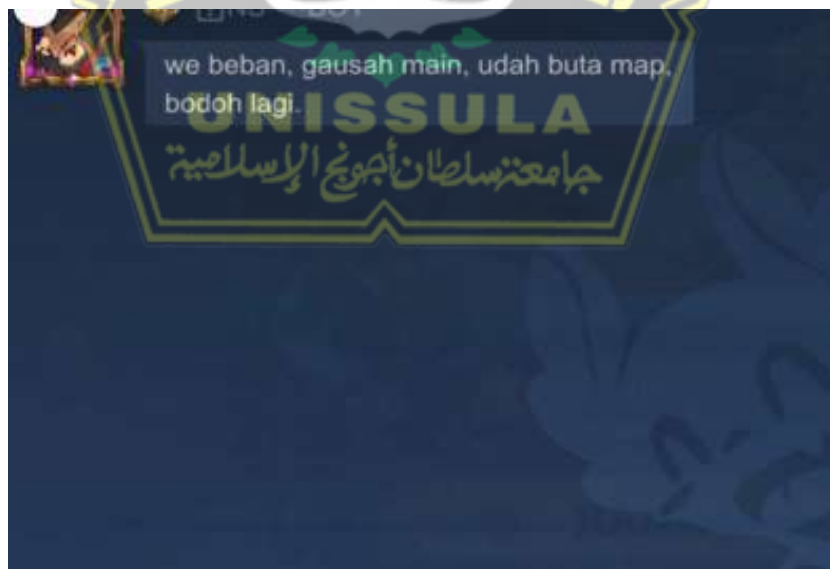 we beban, gausah main, udah buta map,
bodoh lagi.
UNISSULA
جامعة سلطان أجونج الإسلامية